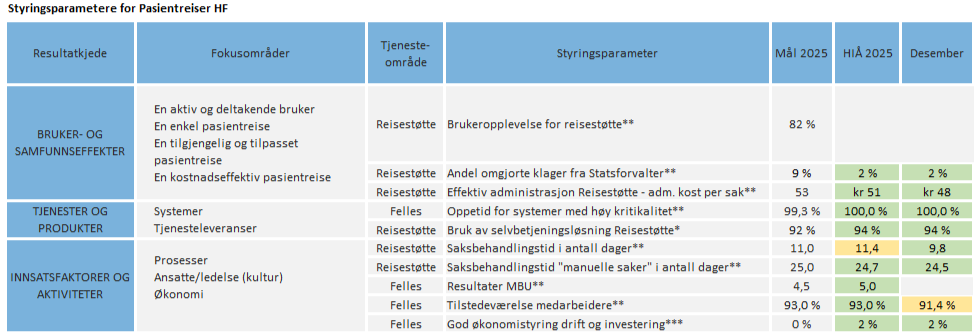 Styringsparametere for Pasientreiser HF
Resultatkjede Fokusområder Tjeneste-område Styringsparameter Mål 2025 HIÅ 2025 Desember
BRUKER- OG
SAMFUNNSEFFEKTER
En aktiv og deltakende bruker
En enkel pasientreise
En tilgjengelig og tilpasset
pasientreise
En kostnadseffektiv pasientreise
Reisestøtte Brukeropplevelse for reisestøtte** 82 %
Reisestøtte Andel omgjorte klager fra Statsforvalter** 9 % 2 % 2 %
Reisestøtte Effektiv administrasjon Reisestøtte - adm. kost per sak** 53 kr 51 kr 48
TJENESTER OG
PRODUKTER
Systemer
Tjenesteleveranser
Felles Oppetid for systemer med høy kritikalitet** 99,3 % 100,0 % 100,0 %
Reisestøtte Bruk av selvbetjeningsløsning Reisestøtte* 92 % 94 % 94 %
INNSATSFAKTORER OG
AKTIVITETER
Prosesser
Ansatte/ledelse (kultur)
Økonomi
Reisestøtte Saksbehandlingstid i antall dager** 11,0 11,4 9,8
Reisestøtte Saksbehandlingstid "manuelle saker" i antall dager** 25,0 24,7 24,5
Felles Resultater MBU** 4,5 5,0
Felles Tilstedeværelse medarbeidere** 93,0 % 93,0 % 91,4 %
Felles God økonomistyring drift og investering*** 0 % 2 % 2 %